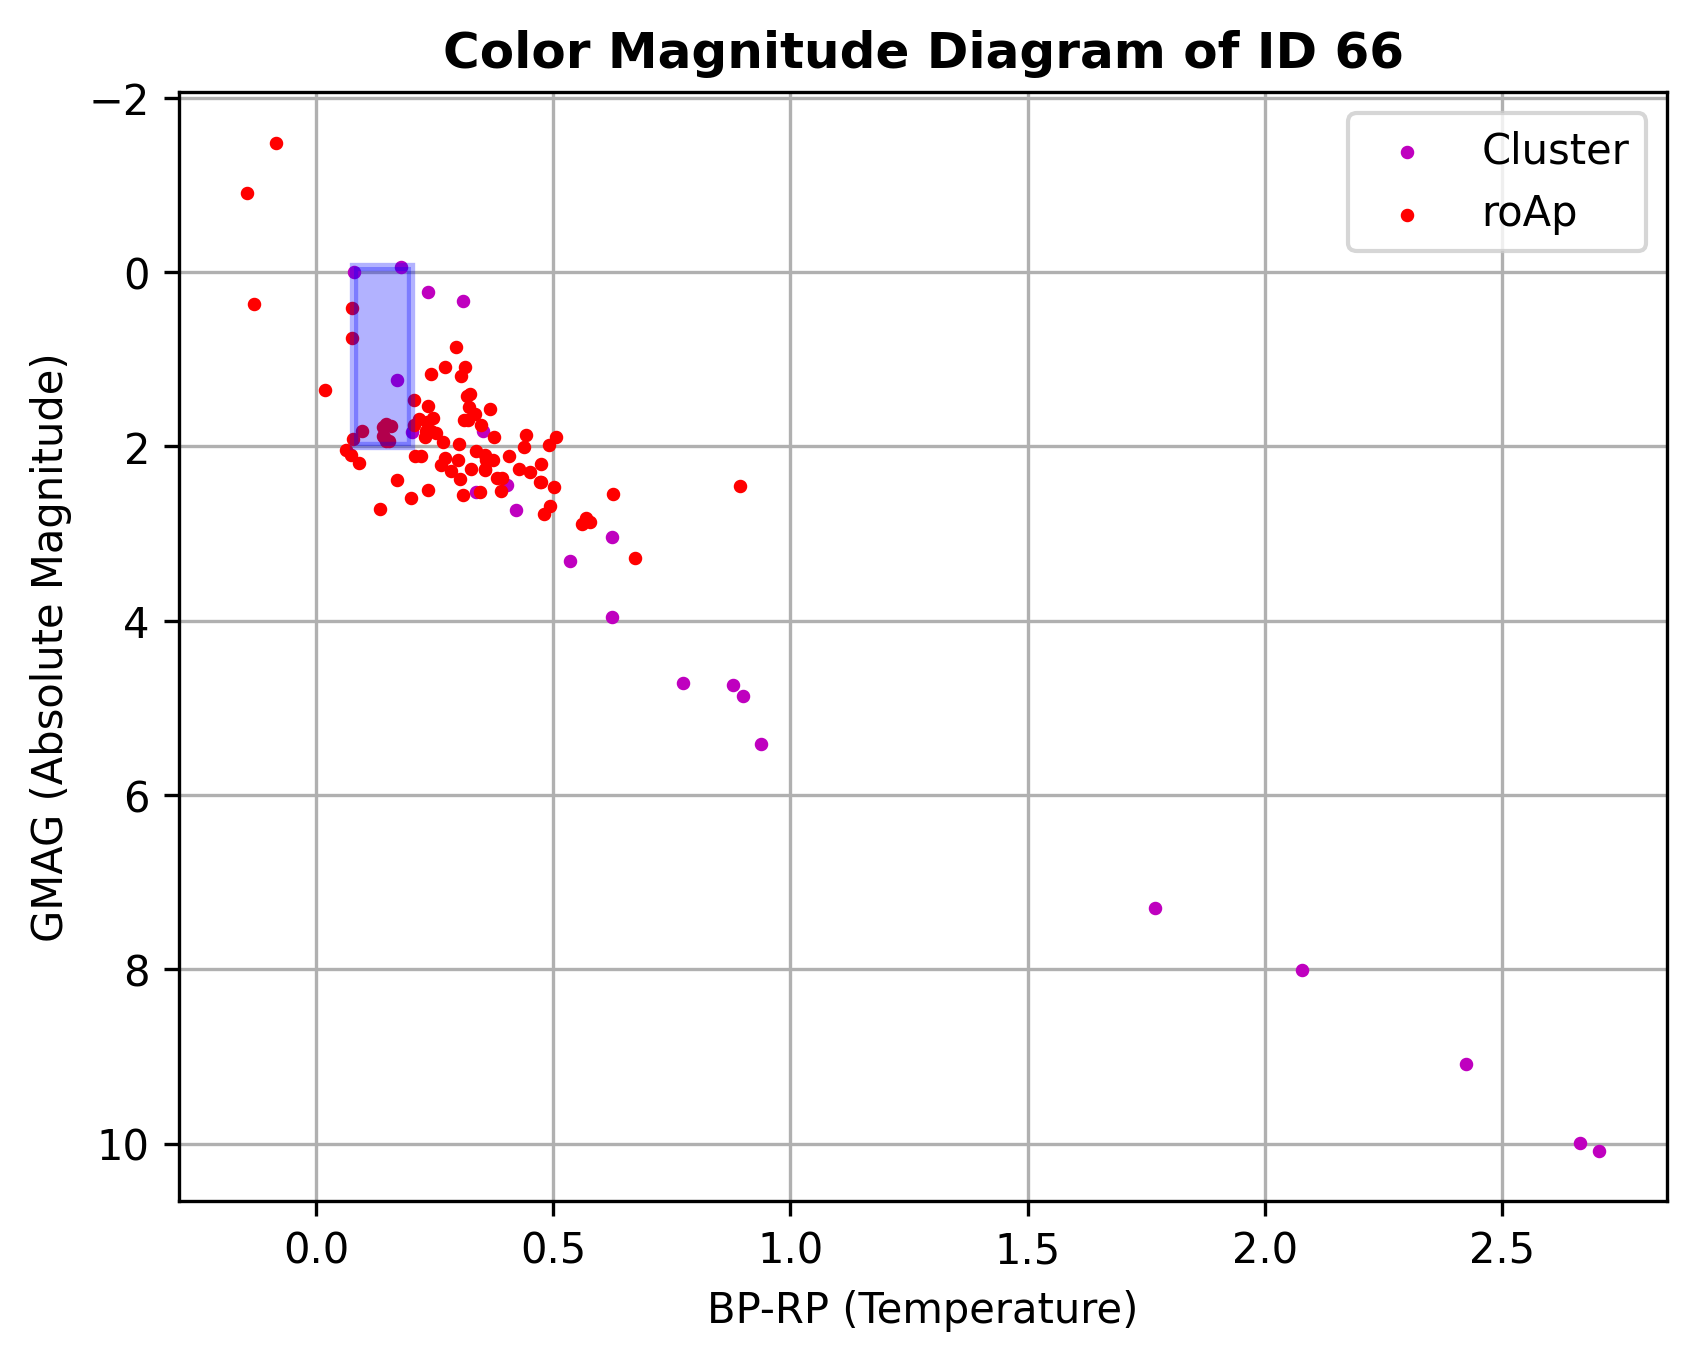 Color Magnitude Diagram of ID 66
Cluster
roAp
−2
0
2
4
6
8
10
GMAG (Absolute Magnitude)
0.0 0.5 1.0 1.5 2.0 2.5
BP-RP (Temperature)